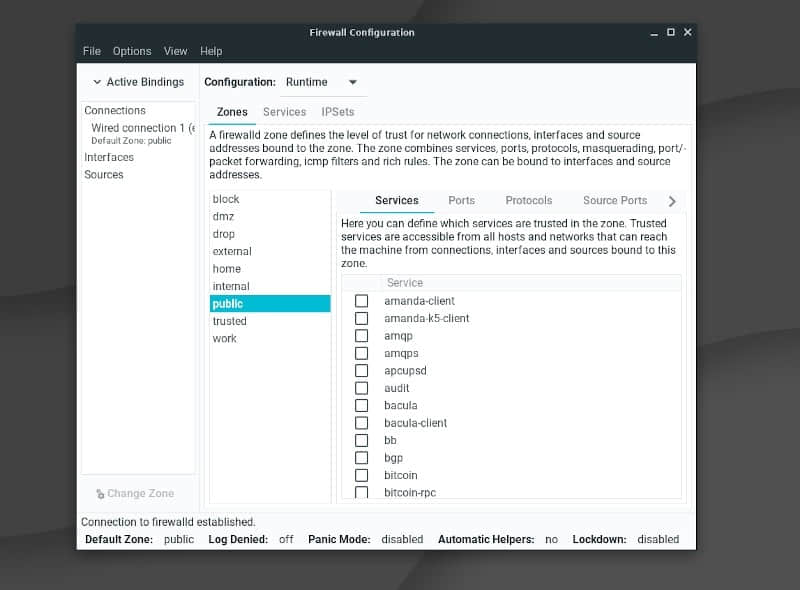 Firewall Configuration
File Options View Help
Active Bindings
Configuration: Runtime
Connections
Wired connection 1 (e
Default Zone: public
Interfaces
Sources
Change Zone
Zones Services IPSets
A firewalld zone defines the level of trust for network connections, interfaces and source
addresses bound to the zone. The zone combines services, ports, protocols, masquerading, port/
packet forwarding, icmp filters and rich rules. The zone can be bound to interfaces and source
addresses.
block
dmz
drop
external
home
internal
public
trusted
work
Services Ports Protocols Source Ports
Here you can define which services are trusted in the zone. Trusted
services are accessible from all hosts and networks that can reach
the machine from connections, interfaces and sources bound to this
zone.
Service
amanda-client
amanda-k5-client
amqp
amqps
apcupsd
audit
bacula
bacula-client
bb
bgp
bitcoin
bitcoin-rpc
Connection to firewalld established.
Default Zone: public Log Denied: off Panic Mode: disabled Automatic Helpers: no Lockdown: disabled